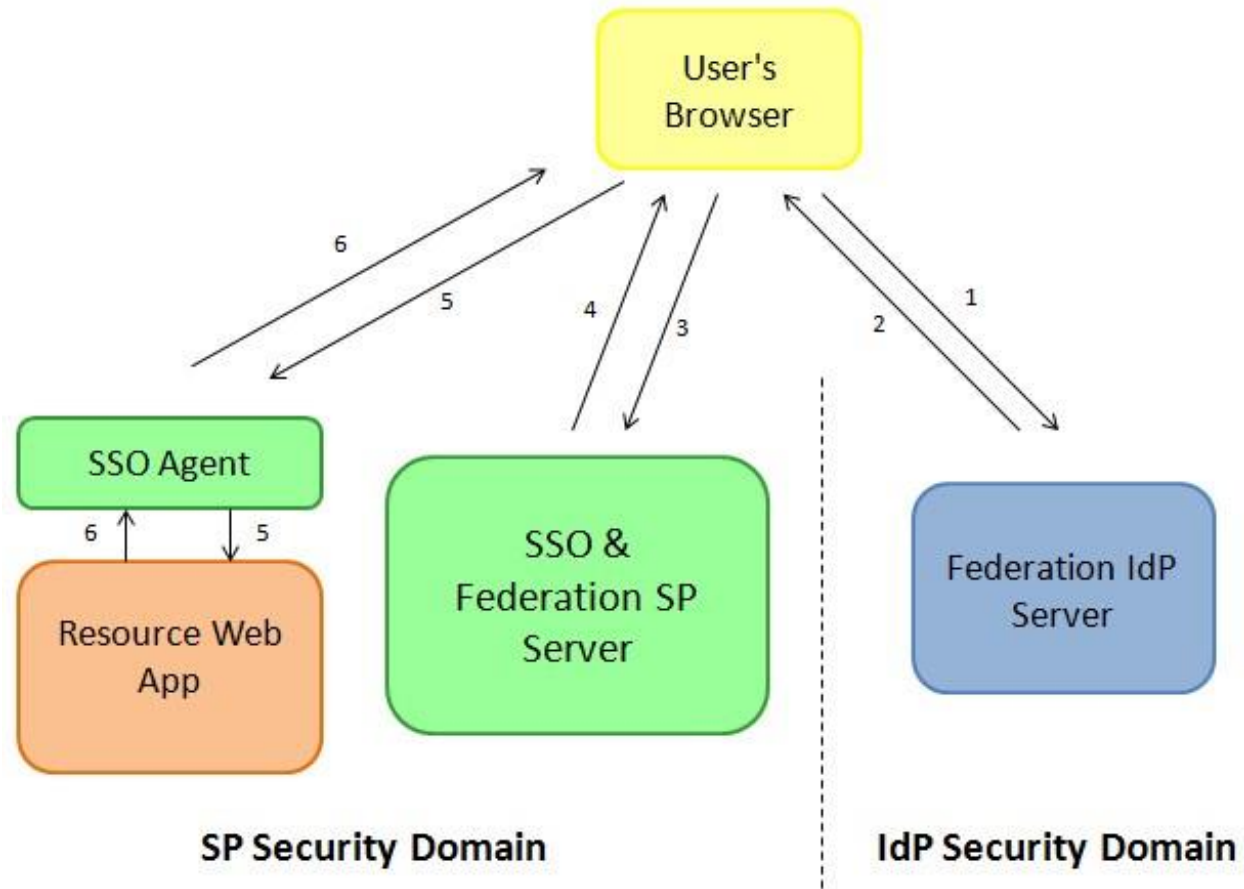 User's
Browser
6
5
4
3
2
1
SSO Agent
6
5
Resource Web
App
SSO &
Federation SP
Server
Federation IdP
Server
SP Security Domain
IdP Security Domain